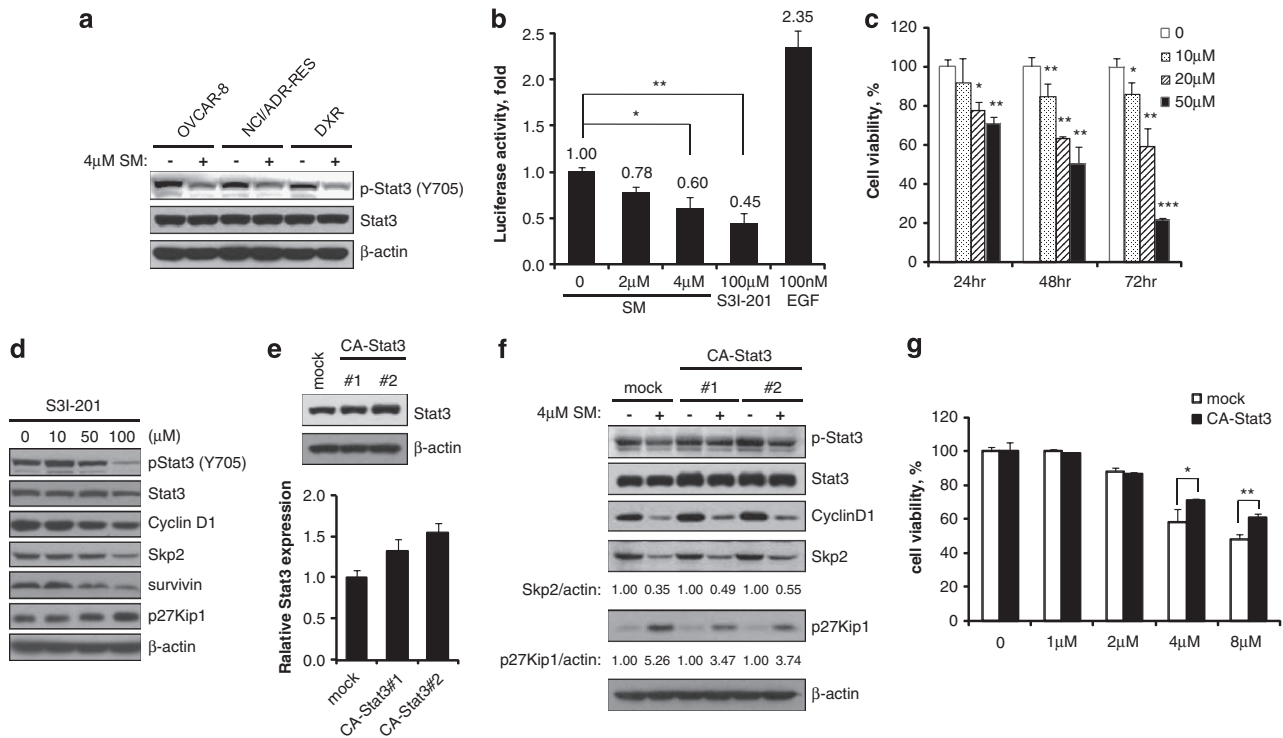 a
OVCAR-8
NCI/ADR-RES
DXR
4μM SM: - + - + - +
p-Stat3 (Y705)
Stat3
β-actin
b
Luciferase activity, fold
2.5
2.0
1.5
1.0
0.5
0.0
1.00
0.78
0.60
0.45
2.35
**
*
0 2μM 4μM 100μM 100nM
SM S3I-201 EGF
c
Cell viability, %
120
100
80
60
40
20
0
0
10μM
20μM
50μM
* **
** ** **
* ** ***
24hr 48hr 72hr
d
S3I-201
0 10 50 100 (μM)
pStat3 (Y705)
Stat3
Cyclin D1
Skp2
survivin
p27Kip1
β-actin
e
mock
CA-Stat3
#1 #2
Stat3
β-actin
Ralative Stat3 expression
2.0
1.5
1.0
0.5
0.0
mock
CA-Stat3#1
CA-Stat3#2
f
CA-Stat3
mock #1 #2
4μM SM: - + - + - +
p-Stat3
Stat3
CyclinD1
Skp2
Skp2/actin: 1.00 0.35 1.00 0.49 1.00 0.55
p27Kip1
p27Kip1/actin: 1.00 5.26 1.00 3.47 1.00 3.74
β-actin
g
mock
CA-Stat3
cell viability, %
120
100
80
60
40
20
0
*
**
0 1μM 2μM 4μM 8μM